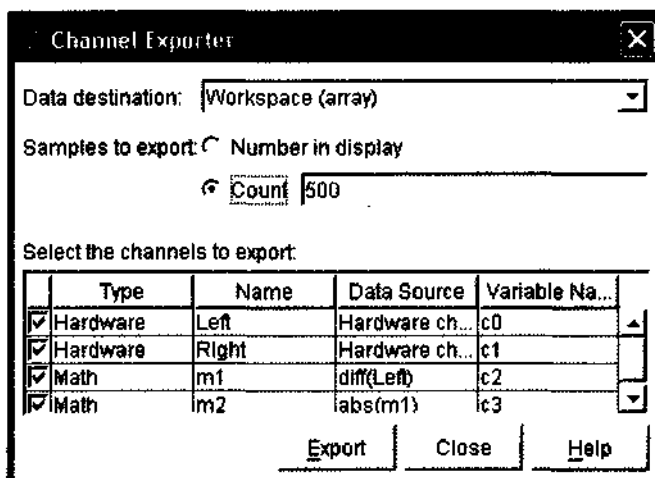 Channel Exporter
Data destination: Workspace (array)
Samples to export: Number in display
Count 500
Select the channels to export:
Type Name Data Source Variable Na...
Hardware Left Hardware ch... c0
Hardware Right Hardware ch... c1
Math m1 diff(Left) c2
Math m2 abs(m1) c3
Export Close Help